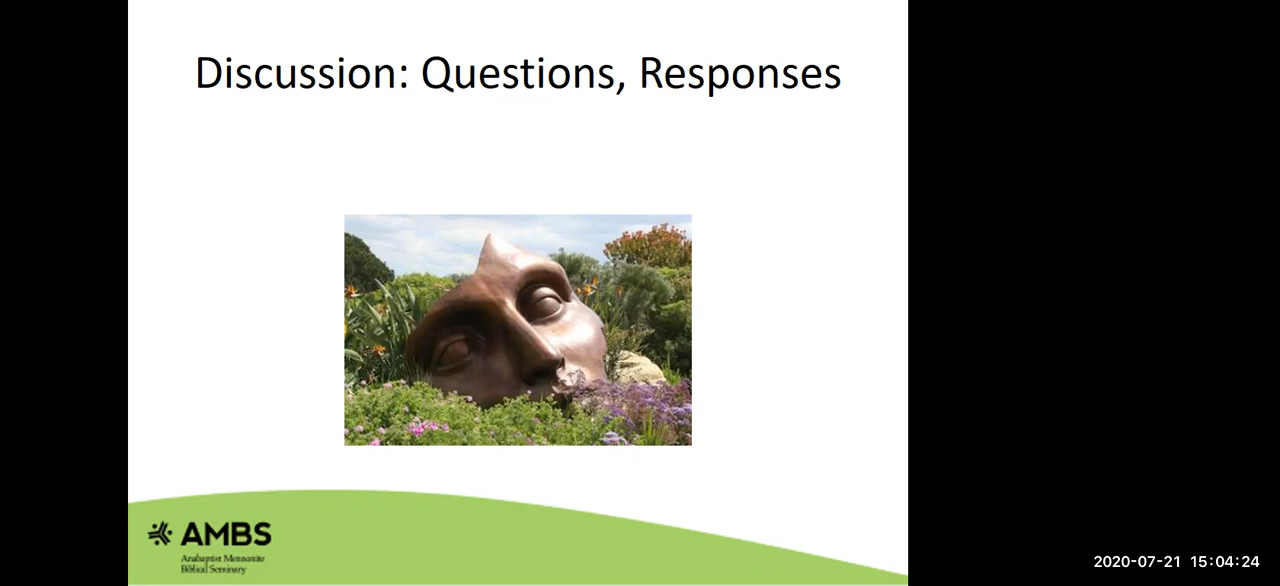 Discussion: Questions, Responses
AMBS
Anabaptist Mennonite
Biblical Seminary
2020-07-21 15:04:24